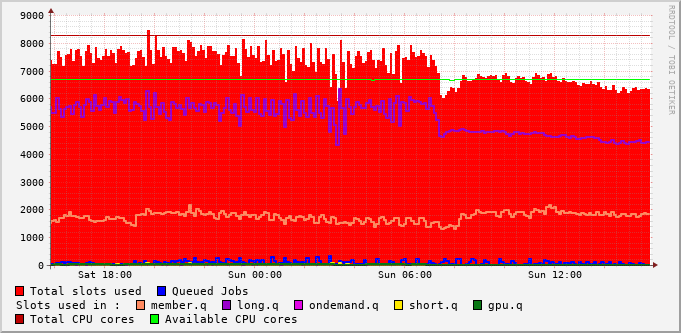 9000
8000
7000
6000
5000
4000
3000
2000
1000
0
Sat 18:00 Sun 00:00 Sun 06:00 Sun 12:00
RRDTOOL / TOBI OETIKER
Total slots used Queued Jobs
Slots used in : member.q long.q ondemand.q short.q gpu.q
Total CPU cores Available CPU cores